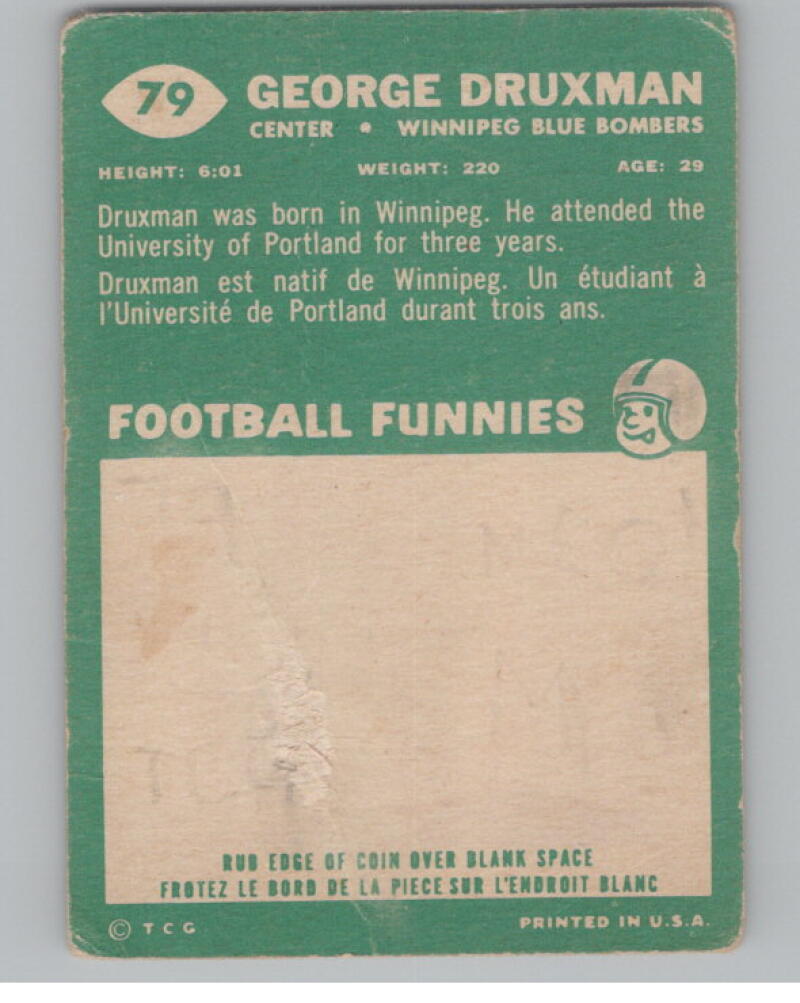 79
GEORGE DRUXMAN
CENTER • WINNIPEG BLUE BOMBERS
HEIGHT: 6:01 WEIGHT: 220 AGE: 29
Druxman was born in Winnipeg. He attended the
University of Portland for three years.
Druxman est natif de Winnipeg. Un étudiant à
l'Université de Portland durant trois ans.
FOOTBALL FUNNIES
RUB EDGE OF COIN OVER BLANK SPACE
FROTEZ LE BORD DE LA PIECE SUR L'ENDROIT BLANC
© T C G PRINTED IN U.S.A.